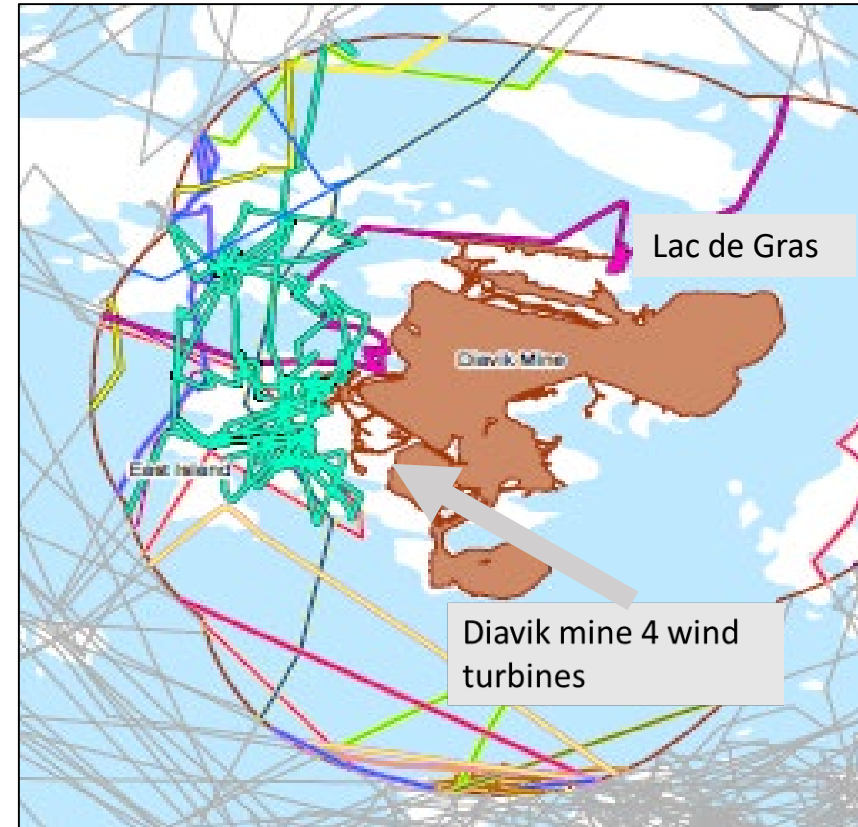 Lac de Gras
Diavik Mine
East Island
Diavik mine 4 wind
turbines